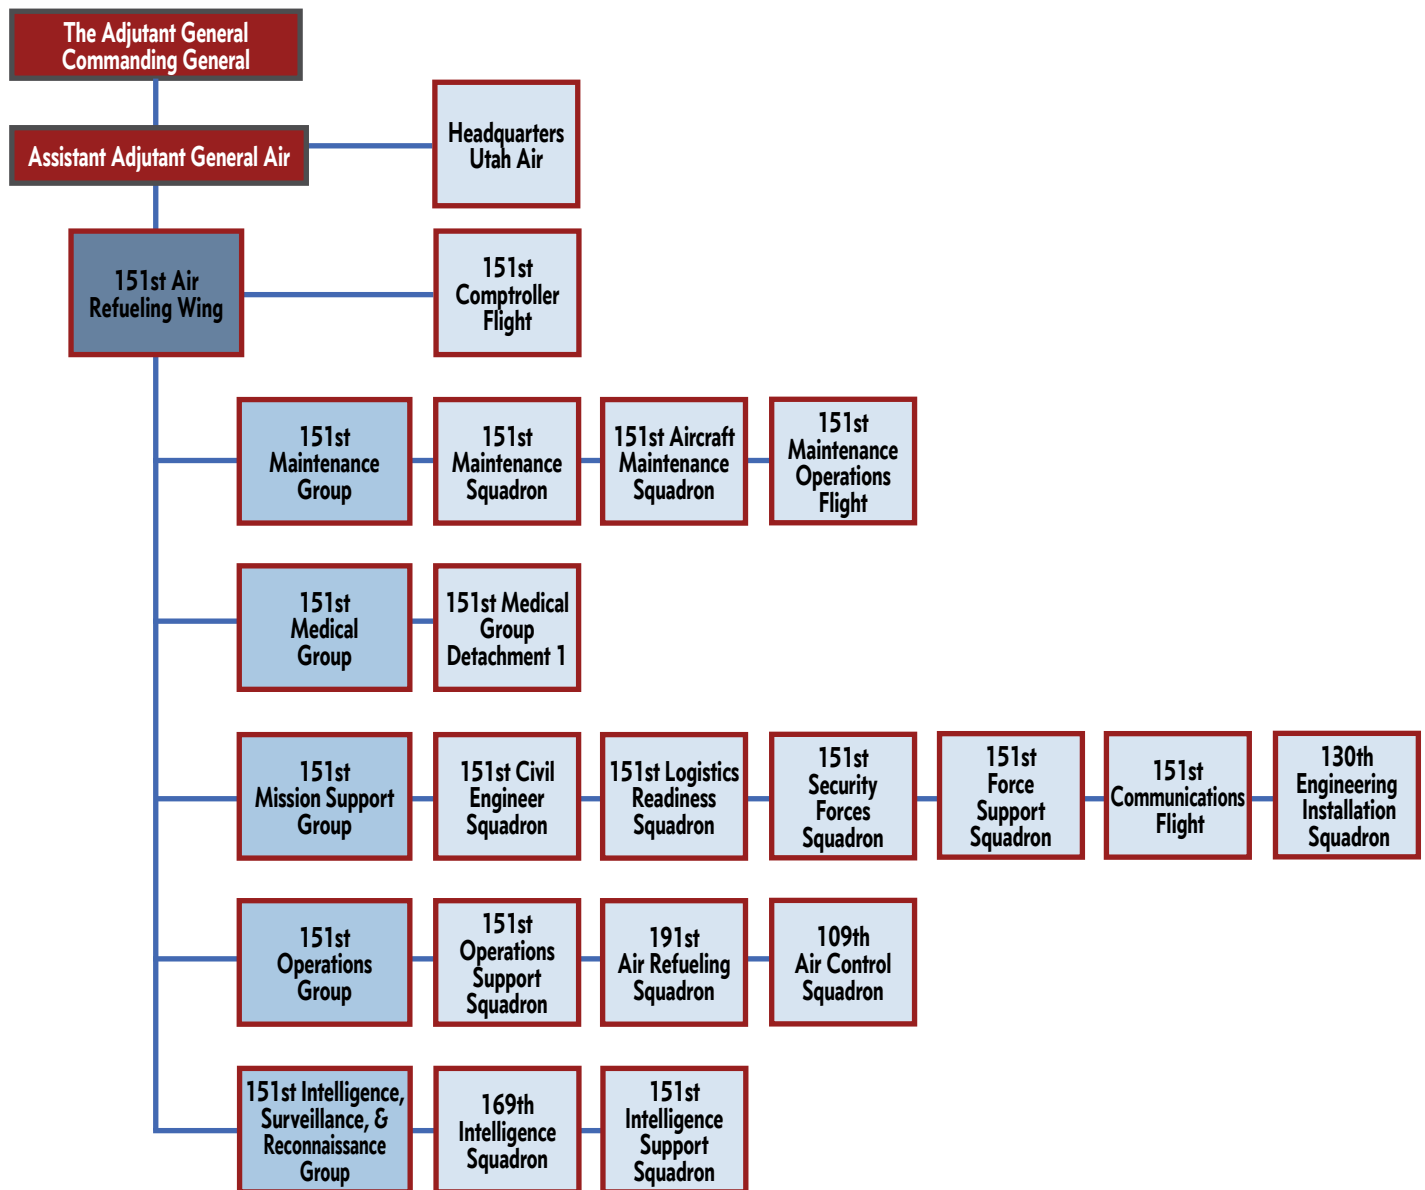 The Adjutant General
Commanding General
Assistant Adjutant General Air
Headquarters
Utah Air
151st Air
Refueling Wing
151st
Comptroller
Flight
151st
Maintenance
Group
151st
Maintenance
Squadron
151st Aircraft
Maintenance
Squadron
151st
Maintenance
Operations
Flight
151st
Medical
Group
151st Medical
Group
Detachment 1
151st
Mission Support
Group
151st Civil
Engineer
Squadron
151st Logistics
Readiness
Squadron
151st
Security
Forces
Squadron
151st
Force
Support
Squadron
151st
Communications
Flight
130th
Engineering
Installation
Squadron
151st
Operations
Group
151st
Operations
Support
Squadron
191st
Air Refueling
Squadron
109th
Air Control
Squadron
151st Intelligence,
Surveillance, &
Reconnaissance
Group
169th
Intelligence
Squadron
151st
Intelligence
Support
Squadron